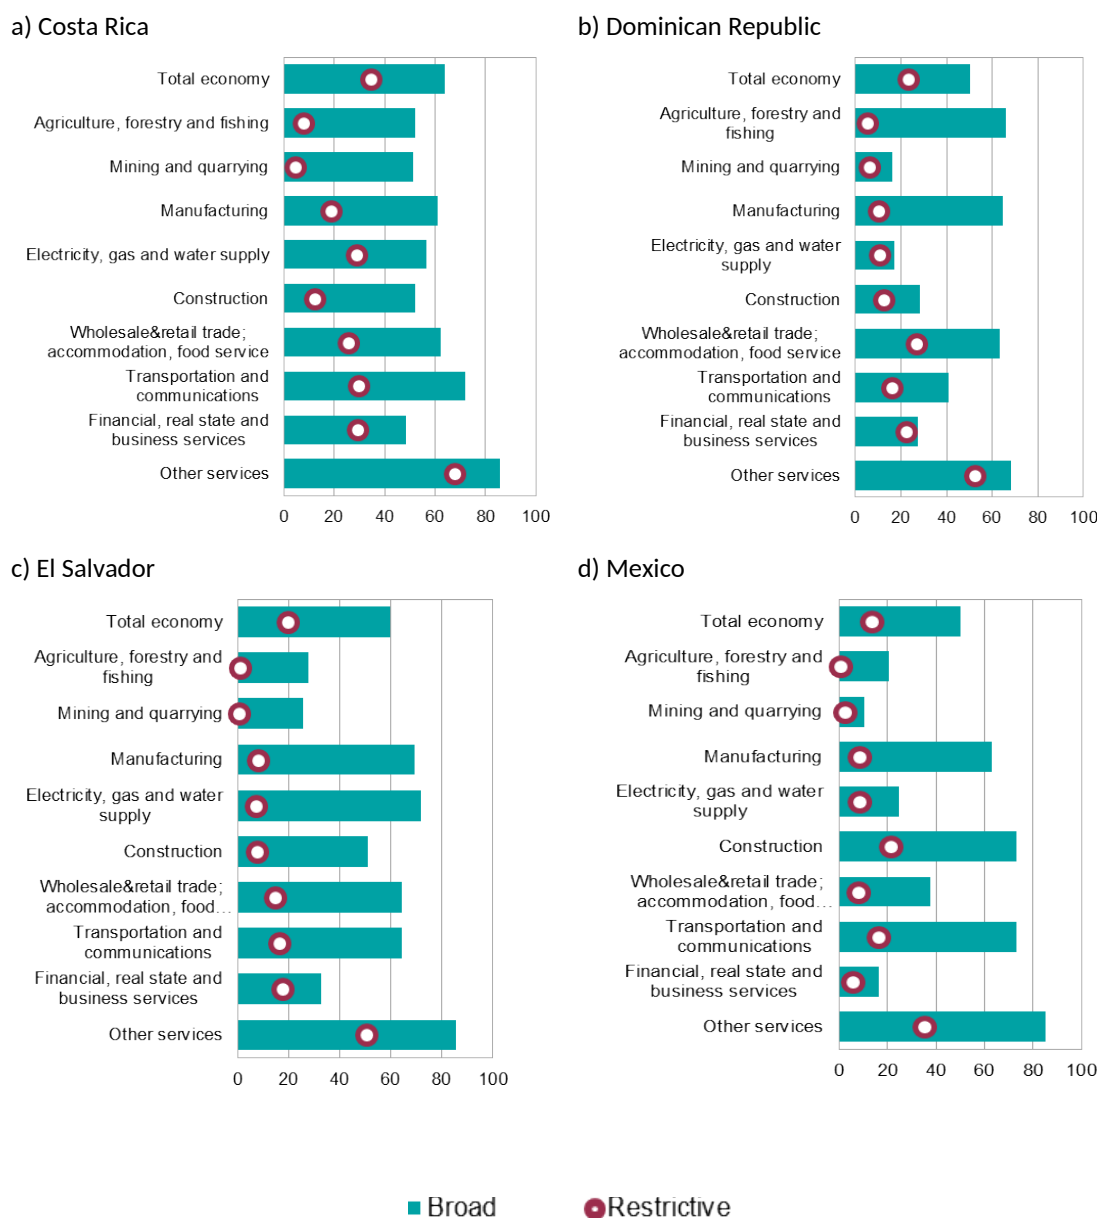 a) Costa Rica
Total economy
Agriculture, forestry and fishing
Mining and quarrying
Manufacturing
Electricity, gas and water supply
Construction
Wholesale&retail trade;
accommodation, food service
Transportation and
communications
Financial, real state and
business services
Other services
0 20 40 60 80 100
b) Dominican Republic
Total economy
Agriculture, forestry and
fishing
Mining and quarrying
Manufacturing
Electricity, gas and water
supply
Construction
Wholesale&retail trade;
accommodation, food service
Transportation and
communications
Financial, real state and
business services
Other services
0 20 40 60 80 100
c) El Salvador
Total economy
Agriculture, forestry and
fishing
Mining and quarrying
Manufacturing
Electricity, gas and water
supply
Construction
Wholesale&retail trade;
accommodation, food...
Transportation and
communications
Financial, real state and
business services
Other services
0 20 40 60 80 100
d) Mexico
Total economy
Agriculture, forestry and
fishing
Mining and quarrying
Manufacturing
Electricity, gas and water
supply
Construction
Wholesale&retail trade;
accommodation, food...
Transportation and
communications
Financial, real state and
business services
Other services
0 20 40 60 80 100
Broad Restrictive